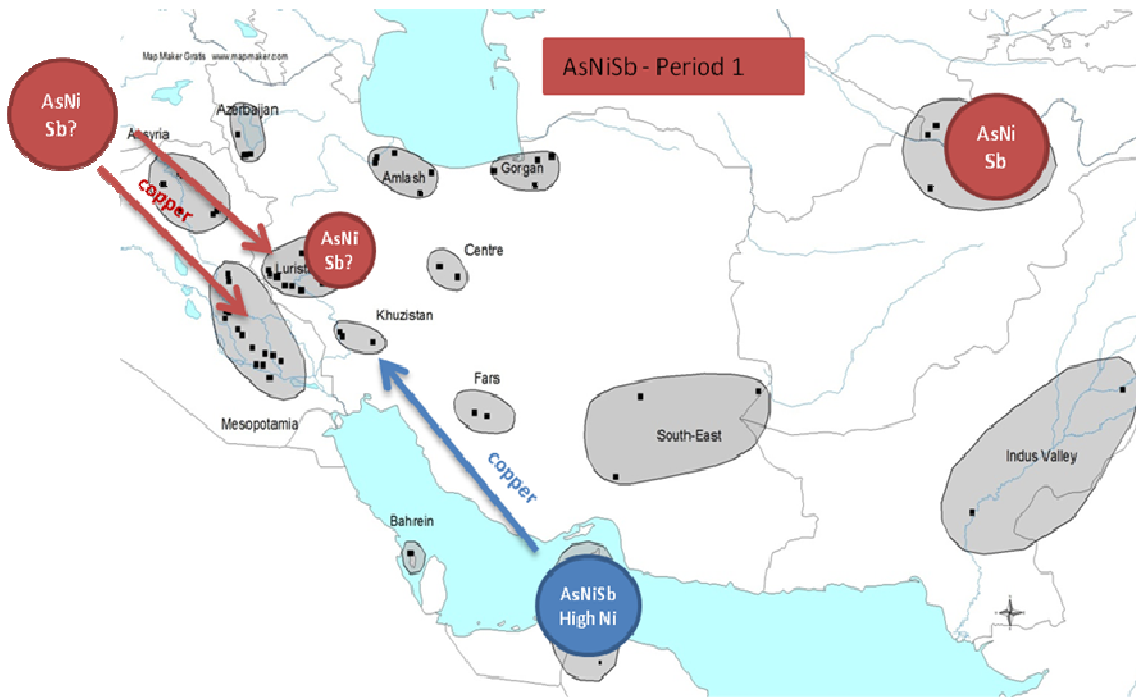 Map Maker Gratis www.mapmaker.com
AsNiSb - Period 1
AsNi
Sb?
Azerbaijan
AsNi
Sb
Amlash
Gorgan
copper
AsNi
Sb?
Centre
Khuzistan
Fars
Mesopotamia
South-East
Indus Valley
copper
Bahrein
AsNiSb
High Ni